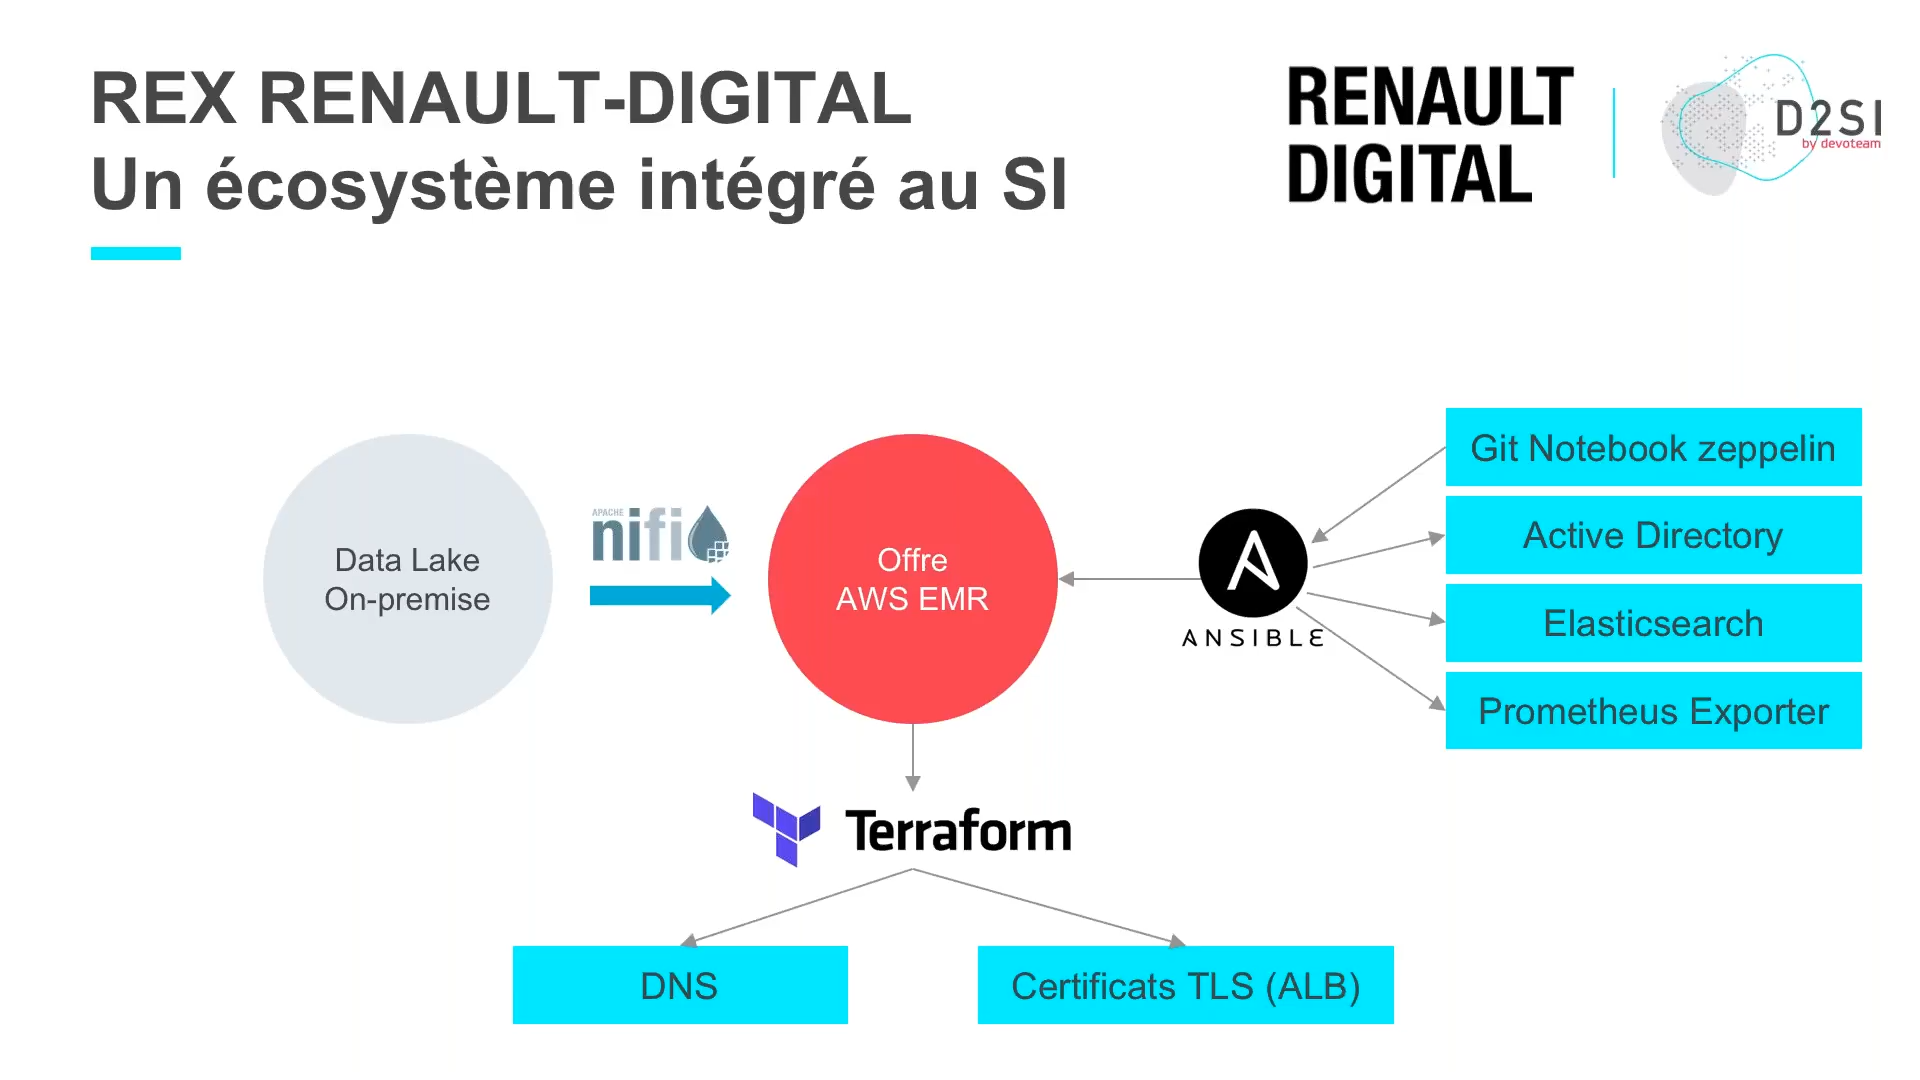 REX RENAULT-DIGITAL
Un écosystème intégré au SI
RENAULT
DIGITAL
D2SI
by devoteam
Data Lake
On-premise
APACHE
nifi
Offre
AWS EMR
ANSIBLE
Git Notebook zeppelin
Active Directory
Elasticsearch
Prometheus Exporter
Terraform
DNS
Certificats TLS (ALB)